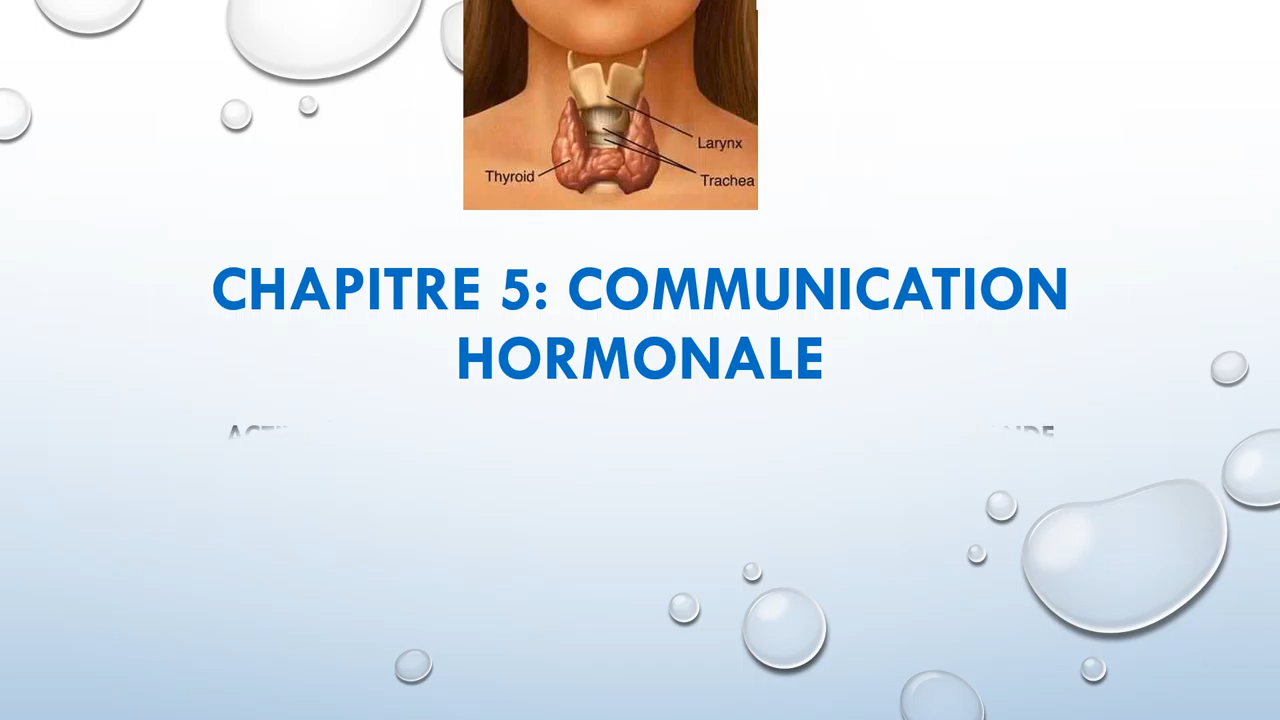 Larynx
Thyroid
Trachea
CHAPITRE 5: COMMUNICATION
HORMONALE